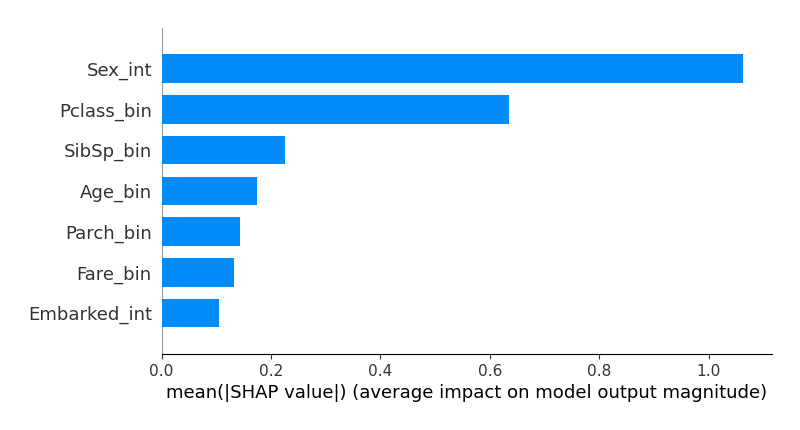 Sex_int
Pclass_bin
SibSp_bin
Age_bin
Parch_bin
Fare_bin
Embarked_int
0.0 0.2 0.4 0.6 0.8 1.0
mean(|SHAP value|) (average impact on model output magnitude)